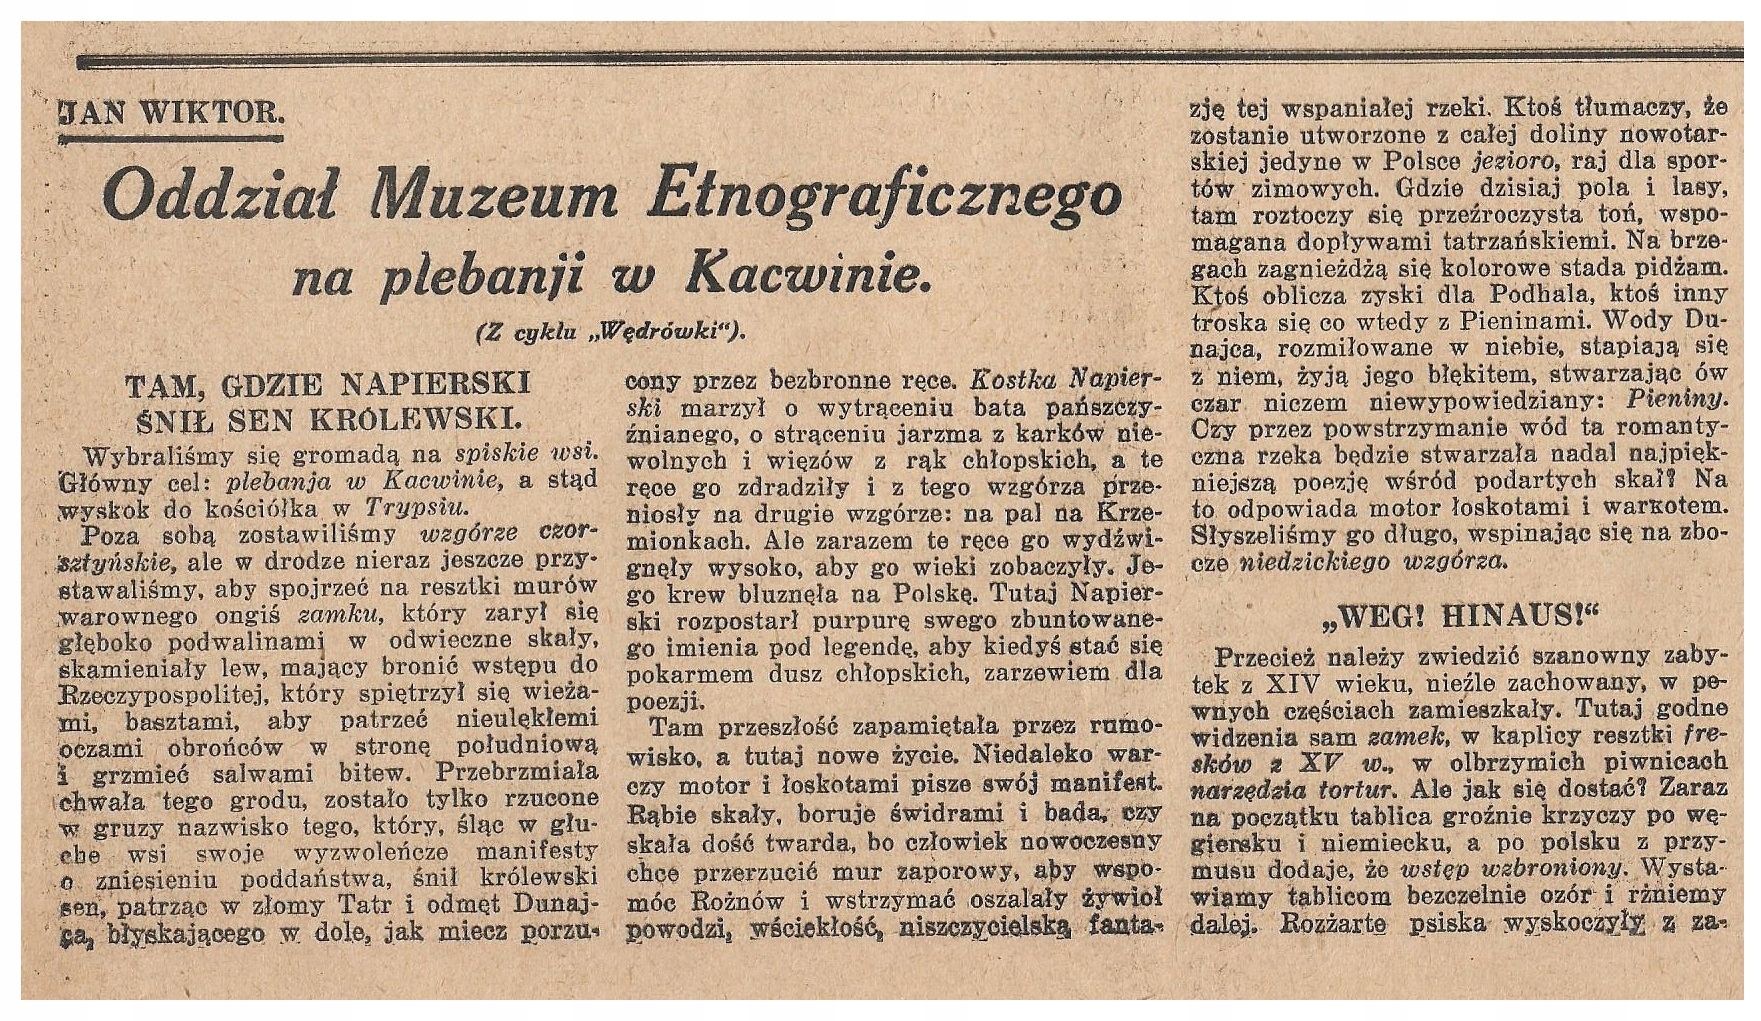 JAN WIKTOR.
Oddział Muzeum Etnograficznego
na plebanji w Kacwinie.
(Z cyklu „Wędrówki“).
TAM, GDZIE NAPIERSKI
ŚNIŁ SEN KRÓLEWSKI.
Wybraliśmy się gromadą na spiskie wsi.
Główny cel: plebanja w Kacwinie, a stąd
wyskok do kościółka w Trypsiu.
Poza sobą zostawiliśmy wzgórze czor-
sztyńskie, ale w drodze nieraz jeszcze przy-
stawaliśmy, aby spojrzeć na resztki murów
warownego ongiś zamku, który zarył się
głęboko podwalinami w odwieczne skały,
skamieniały lew, mający bronić wstępu do
Rzeczypospolitej, który spiętrzył się wieża-
mi, basztami, aby patrzeć nieulękłemi
oczami obrońców w stronę południową
i grzmieć salwami bitew. Przebrzmiała
chwała tego grodu, zostało tylko rzucone
w gruzy nazwisko tego, który, śląc w głu-
che wsi swoje wyzwoleńcze manifesty
o zniesieniu poddaństwa, śnił królewski
sen, patrząc w złomy Tatr i odmęt Dunaj-
ca, błyskającego w dole, jak miecz porzu-
cony przez bezbronne ręce. Kostka Napier-
ski marzył o wytrąceniu bata pańszczy-
źnianego, o strąceniu jarzma z karków nie-
wolnych i więzów z rąk chłopskich, a te
ręce go zdradziły i z tego wzgórza prze-
niosły na drugie wzgórze: na pal na Krze-
mionkach. Ale zarazem te ręce go wydźwi-
gnęły wysoko, aby go wieki zobaczyły. Je-
go krew bluznęła na Polskę. Tutaj Napier-
ski rozpostarł purpurę swego zbuntowane-
go imienia pod legendę, aby kiedyś stać się
pokarmem dusz chłopskich, zarzewiem dla
poezji.
Tam przeszłość zapamiętała przez rumo-
wisko, a tutaj nowe życie. Niedaleko war-
czy motor i łoskotami pisze swój manifest.
Rąbie skały, boruje świdrami i bada, czy
skała dość twarda, bo człowiek nowoczesny
chce przerzucić mur zaporowy, aby wspo-
móc Rożnów i wstrzymać oszalały żywioł
powodzi, wściekłość, niszczycielską fanta-
zję tej wspaniałej rzeki. Ktoś tłumaczy, że
zostanie utworzone z całej doliny nowotar-
skiej jedyne w Polsce jezioro, raj dla spor-
tów zimowych. Gdzie dzisiaj pola i lasy,
tam roztoczy się przeźroczysta toń, wspo-
magana dopływami tatrzańskiemi. Na brze-
gach zagnieżdżą się kolorowe stada pidżam.
Ktoś oblicza zyski dla Podhala, ktoś inny
troska się co wtedy z Pieninami. Wody Du-
najca, rozmiłowane w niebie, stapiają się
z niem, żyją jego błękitem, stwarzając ów
czar niczem niewypowiedziany: Pieniny.
Czy przez powstrzymanie wód ta romanty-
czna rzeka będzie stwarzała nadal najpięk-
niejszą poezję wśród podartych skał? Na
to odpowiada motor łoskotami i warkotem.
Słyszeliśmy go długo, wspinając się na zbo-
cze niedzickiego wzgórza.
„WEG! HINAUS!“
Przecież należy zwiedzić szanowny zaby-
tek z XIV wieku, nieźle zachowany, w pe-
wnych częściach zamieszkały. Tutaj godne
widzenia sam zamek, w kaplicy resztki fre-
sków z XV w., w olbrzymich piwnicach
narzędzia tortur. Ale jak się dostać? Zaraz
na początku tablica groźnie krzyczy po wę-
giersku i niemiecku, a po polsku z przy-
musu dodaje, że wstęp wzbroniony. Wysta-
wiamy tablicom bezczelnie ozór i rżniemy
dalej. Rozżarte psiska wyskoczyły z za-